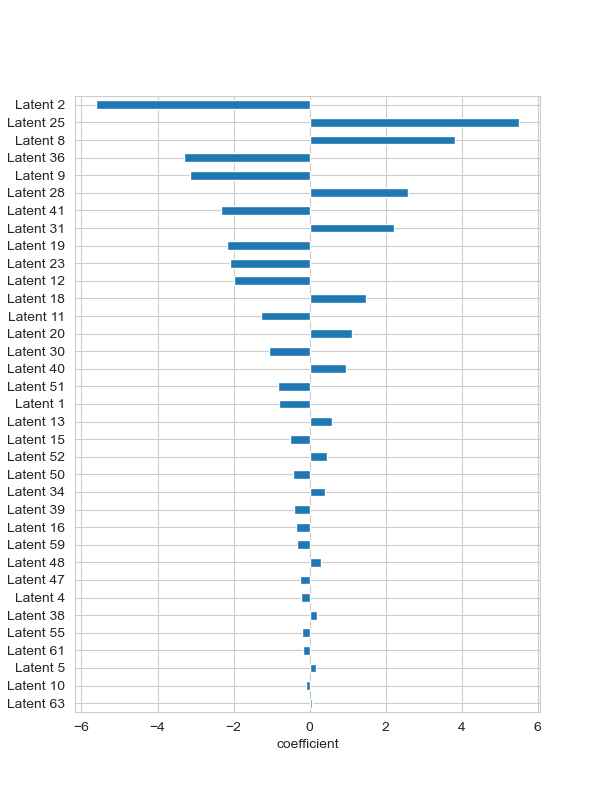 Latent 2
Latent 25
Latent 8
Latent 36
Latent 9
Latent 28
Latent 41
Latent 31
Latent 19
Latent 23
Latent 12
Latent 18
Latent 11
Latent 20
Latent 30
Latent 40
Latent 51
Latent 1
Latent 13
Latent 15
Latent 52
Latent 50
Latent 34
Latent 39
Latent 16
Latent 59
Latent 48
Latent 47
Latent 4
Latent 38
Latent 55
Latent 61
Latent 5
Latent 10
Latent 63
−6 −4 −2 0 2 4 6
coefficient